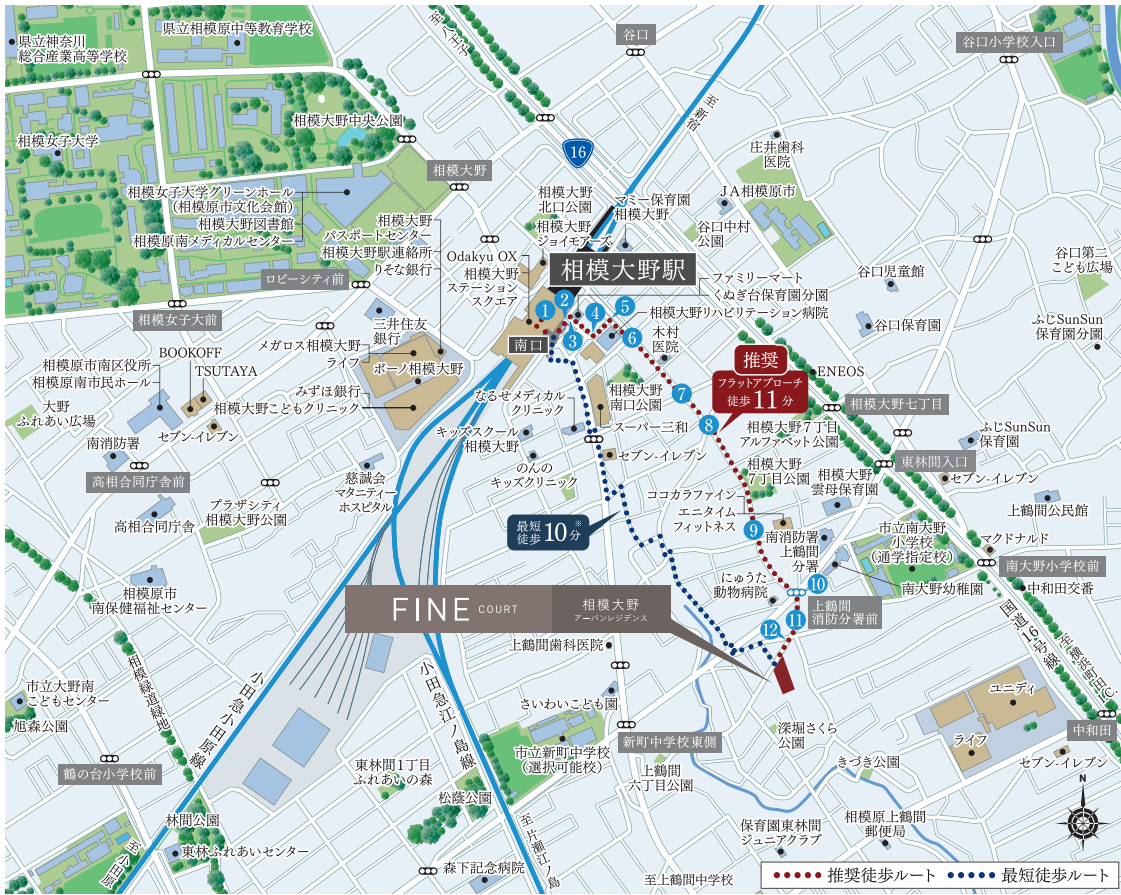 県立相模原中等教育学校
県立神奈川
総合産業高等学校
至八王子
谷口
谷口小学校入口
相模女子大学
相模大野中央公園
16
至新宿
庄井歯科
医院
相模大野
相模女子大学グリーンホール
(相模原市文化会館)
相模大野図書館
相模原南メディカルセンター
相模大野
パスポートセンター
相模大野駅連絡所
りそな銀行
相模大野
北口公園
マミー保育園
相模大野
相模大野
ジョイモアーズ
JA相模原市
谷口中村
公園
Odakyu OX
相模大野
ステーション
スクエア
相模大野駅
ロビーシティ前
相模女子大前
谷口児童館
谷口第二
こども広場
ファミリーマート
くぬぎ台保育園分園
相模大野リハビリテーション病院
谷口保育園
ふじSunSun
保育園分園
1
2
3
4
5
6
南口
木村
医院
三井住友
銀行
メガロス相模大野
ライフ
ボーノ相模大野
みずほ銀行
相模大野こどもクリニック
相模原市南区役所
相模原南市民ホール
BOOKOFF
TSUTAYA
大野
ふれあい広場
セブン-イレブン
南消防署
高相合同庁舎前
高相合同庁舎
プラザシティ
相模大野公園
なるせメディカル
クリニック
キッズスクール
相模大野
のんの
キッズクリニック
慈誠会
マタニティー
ホスピタル
相模大野
南口公園
スーパー三和
セブン-イレブン
7
8
推奨
フラットアプローチ
徒歩11分
ENEOS
相模大野七丁目
相模大野7丁目
アルファベット公園
ふじSunSun
保育園
東林間入口
セブン-イレブン
相模大野
7丁目公園
相模大野
雲母保育園
上鶴間公民館
ココカラファイン
エニタイム
フィットネス
9
最短
徒歩10分※
南消防署
上鶴間
分署
市立南大野
小学校
(通学指定校)
マクドナルド
南大野小学校前
中和田交番
南大野幼稚園
にゅうた
動物病院
10
11
12
上鶴間
消防分署前
FINE COURT
相模大野
アーバンレジデンス
相模原市
南保健福祉センター
上鶴間歯科医院
国道16号線
至横浜町田I.C.
相模緑道緑地
小田急小田原線
小田急江ノ島線
市立大野南
こどもセンター
旭森公園
さいわいこども園
市立新町中学校
(選択可能校)
新町中学校東側
深堀さくら
公園
ユニディ
ライフ
中和田
セブン-イレブン
鶴の台小学校前
東林間1丁目
ふれあいの森
上鶴間
六丁目公園
きづき公園
松蔭公園
林間公園
至小田原
東林ふれあいセンター
森下記念病院
至片瀬江ノ島
保育園東林間
ジュニアクラブ
相模原上鶴間
郵便局
至上鶴間中学校
N
推奨徒歩ルート
最短徒歩ルート